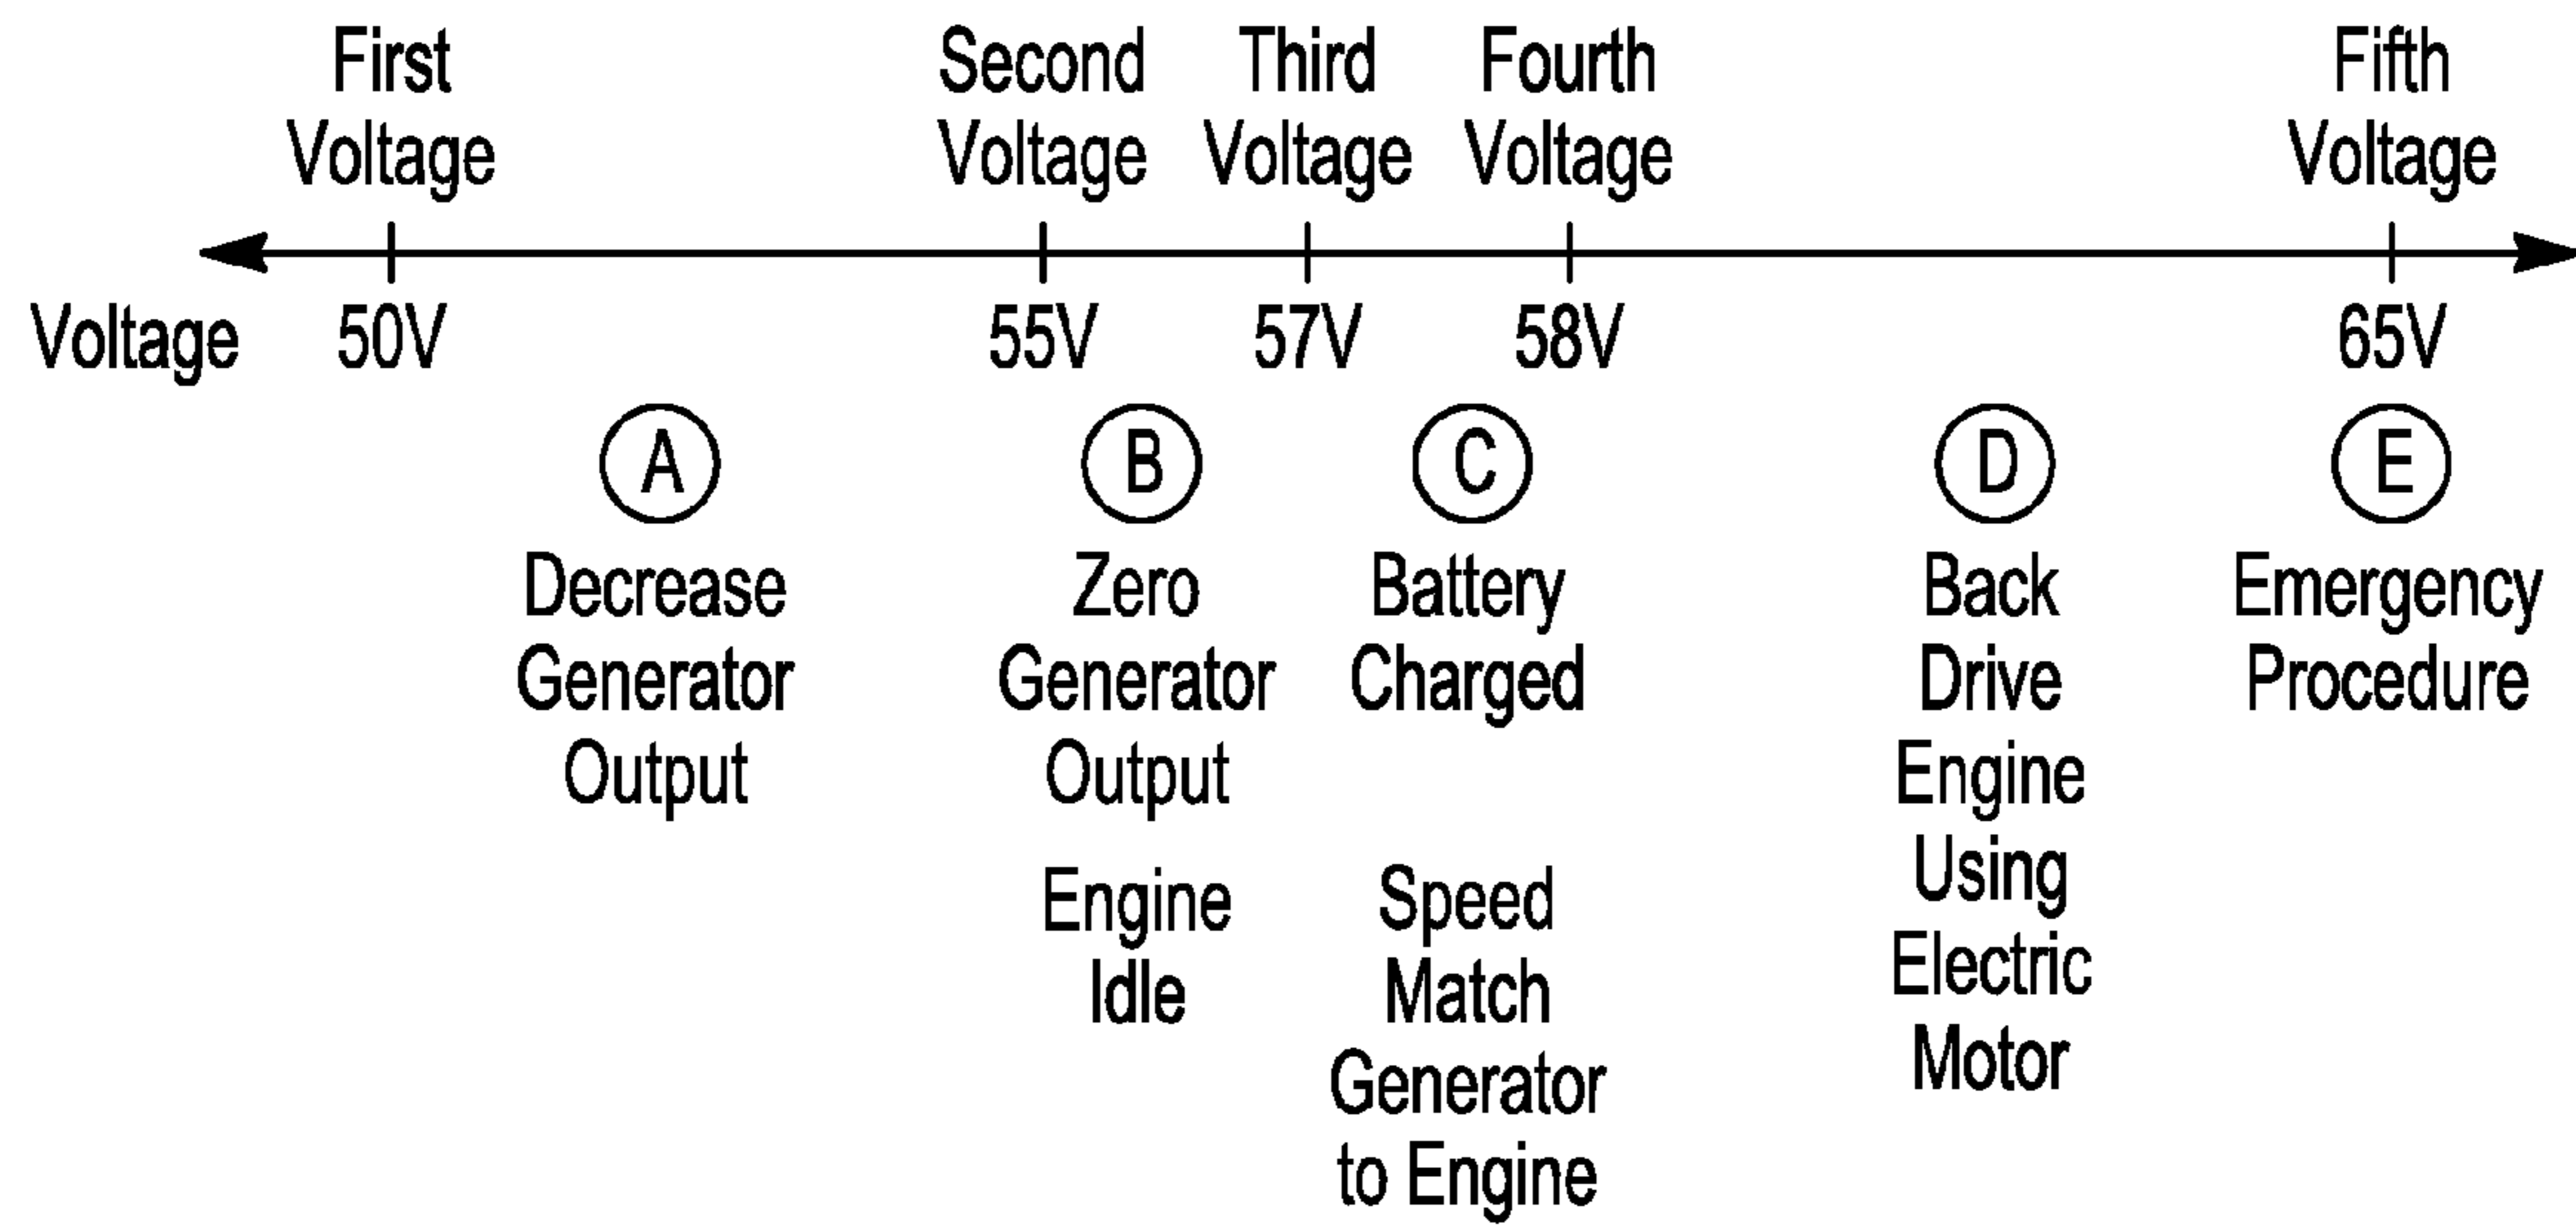 First
Voltage
Second
Voltage
Third
Voltage
Fourth
Voltage
Fifth
Voltage
Voltage
50V
55V
57V
58V
65V
A
Decrease
Generator
Output
B
Zero
Generator
Output
Engine
Idle
C
Battery
Charged
Speed
Match
Generator
to Engine
D
Back
Drive
Engine
Using
Electric
Motor
E
Emergency
Procedure